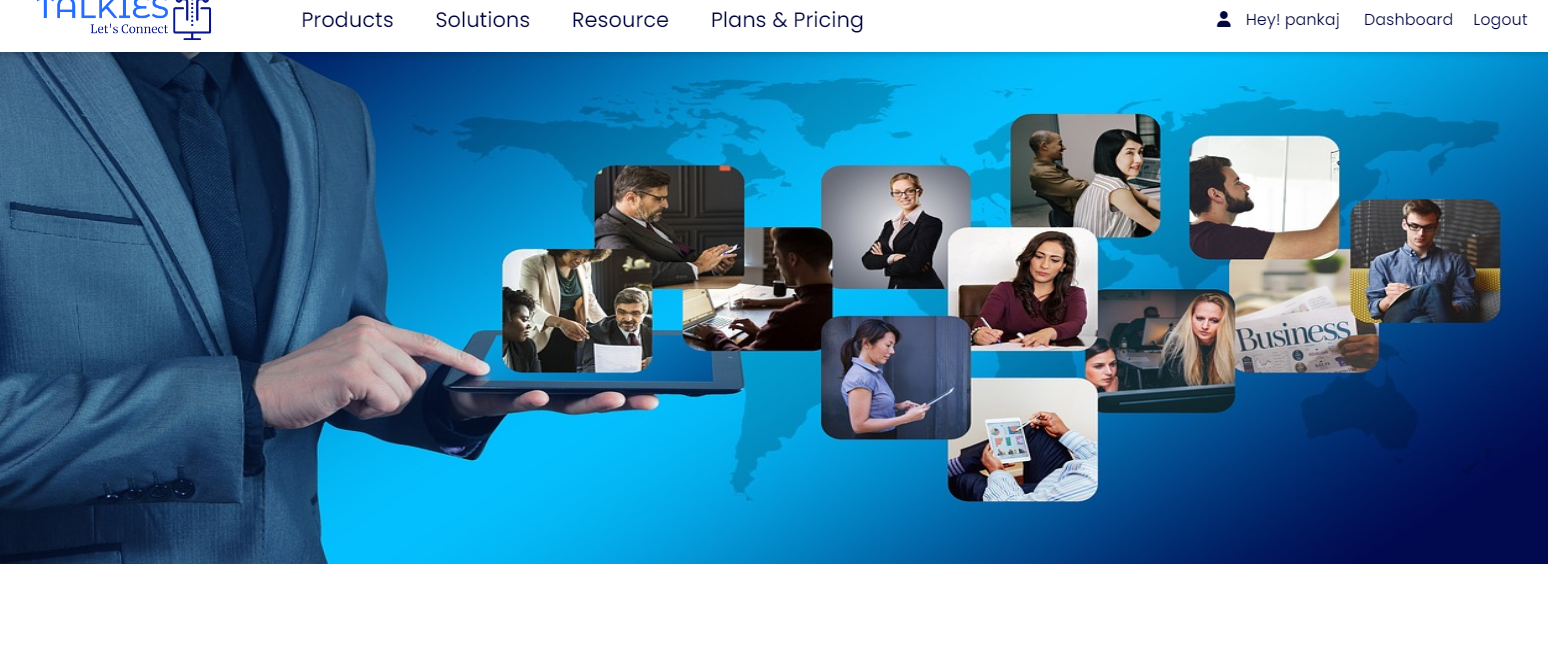 TALKIES
Let's Connect
Products Solutions Resource Plans & Pricing
Hey! pankaj Dashboard Logout
Business